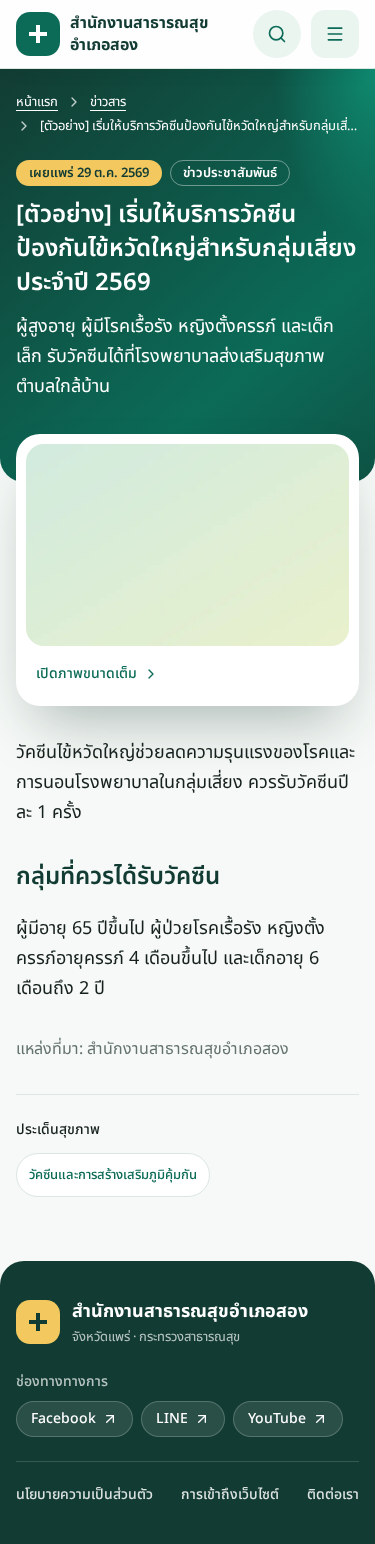 สำนักงานสาธารณสุข
อำเภอสอง
หน้าแรก
ข่าวสาร
[ตัวอย่าง] เริ่มให้บริการวัคซีนป้องกันไข้หวัดใหญ่สำหรับกลุ่มเสี่...
เผยแพร่ 29 ต.ค. 2569
ข่าวประชาสัมพันธ์
[ตัวอย่าง] เริ่มให้บริการวัคซีน
ป้องกันไข้หวัดใหญ่สำหรับกลุ่มเสี่ยง
ประจำปี 2569
ผู้สูงอายุ ผู้มีโรคเรื้อรัง หญิงตั้งครรภ์ และเด็ก
เล็ก รับวัคซีนได้ที่โรงพยาบาลส่งเสริมสุขภาพ
ตำบลใกล้บ้าน
เปิดภาพขนาดเต็ม
วัคซีนไข้หวัดใหญ่ช่วยลดความรุนแรงของโรคและ
การนอนโรงพยาบาลในกลุ่มเสี่ยง ควรรับวัคซีนปี
ละ 1 ครั้ง
กลุ่มที่ควรได้รับวัคซีน
ผู้มีอายุ 65 ปีขึ้นไป ผู้ป่วยโรคเรื้อรัง หญิงตั้ง
ครรภ์อายุครรภ์ 4 เดือนขึ้นไป และเด็กอายุ 6
เดือนถึง 2 ปี
แหล่งที่มา: สำนักงานสาธารณสุขอำเภอสอง
ประเด็นสุขภาพ
วัคซีนและการสร้างเสริมภูมิคุ้มกัน
สำนักงานสาธารณสุขอำเภอสอง
จังหวัดแพร่ · กระทรวงสาธารณสุข
ช่องทางทางการ
Facebook
LINE
YouTube
นโยบายความเป็นส่วนตัว
การเข้าถึงเว็บไซต์
ติดต่อเรา